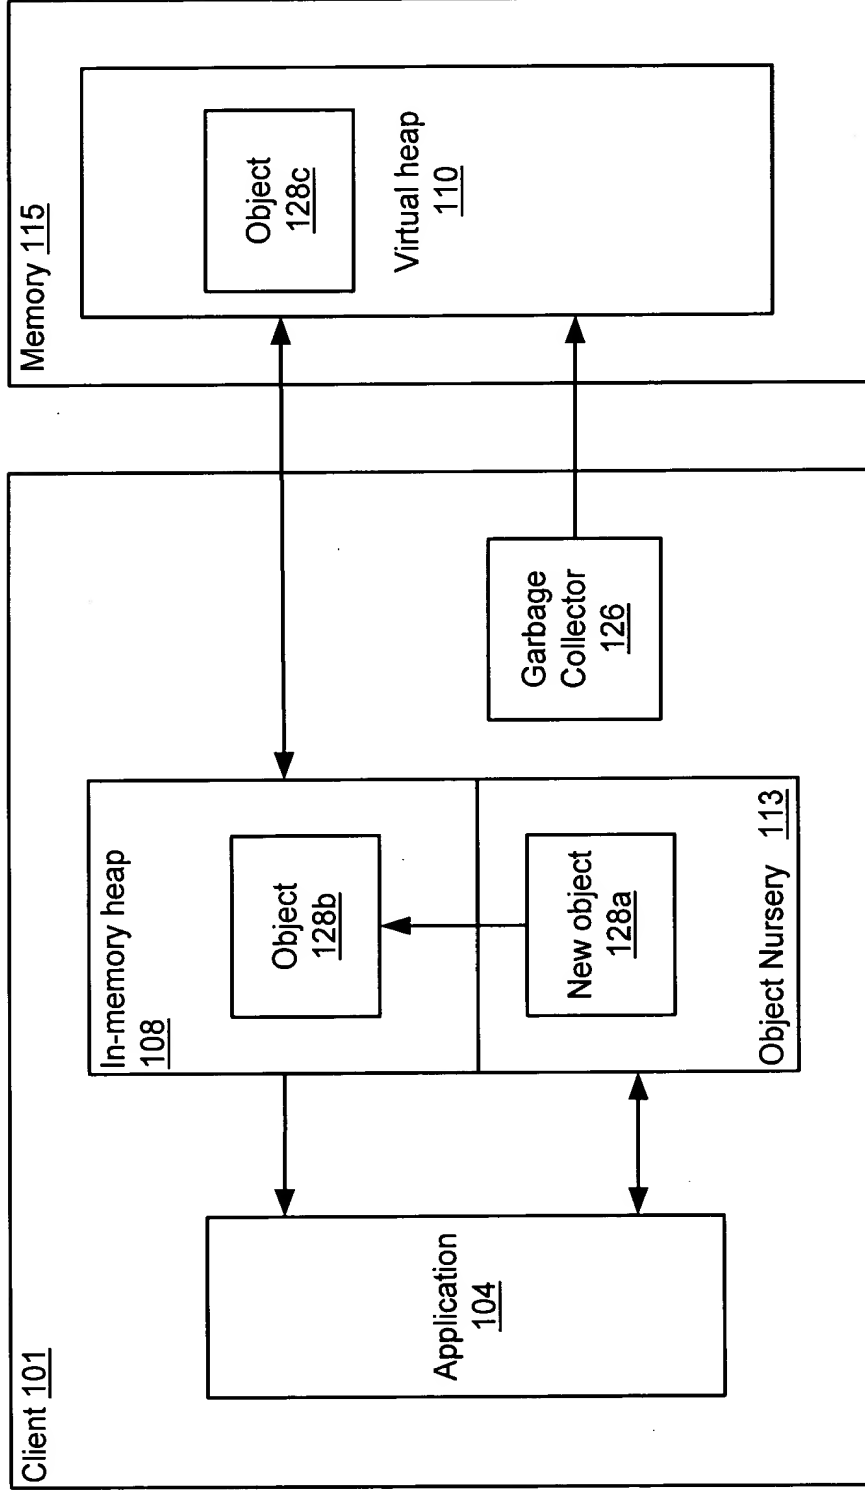 Client 101
Application
104
In-memory heap
108
Object
128b
New object
128a
Object Nursery 113
Garbage
Collector
126
Memory 115
Object
128c
Virtual heap
110